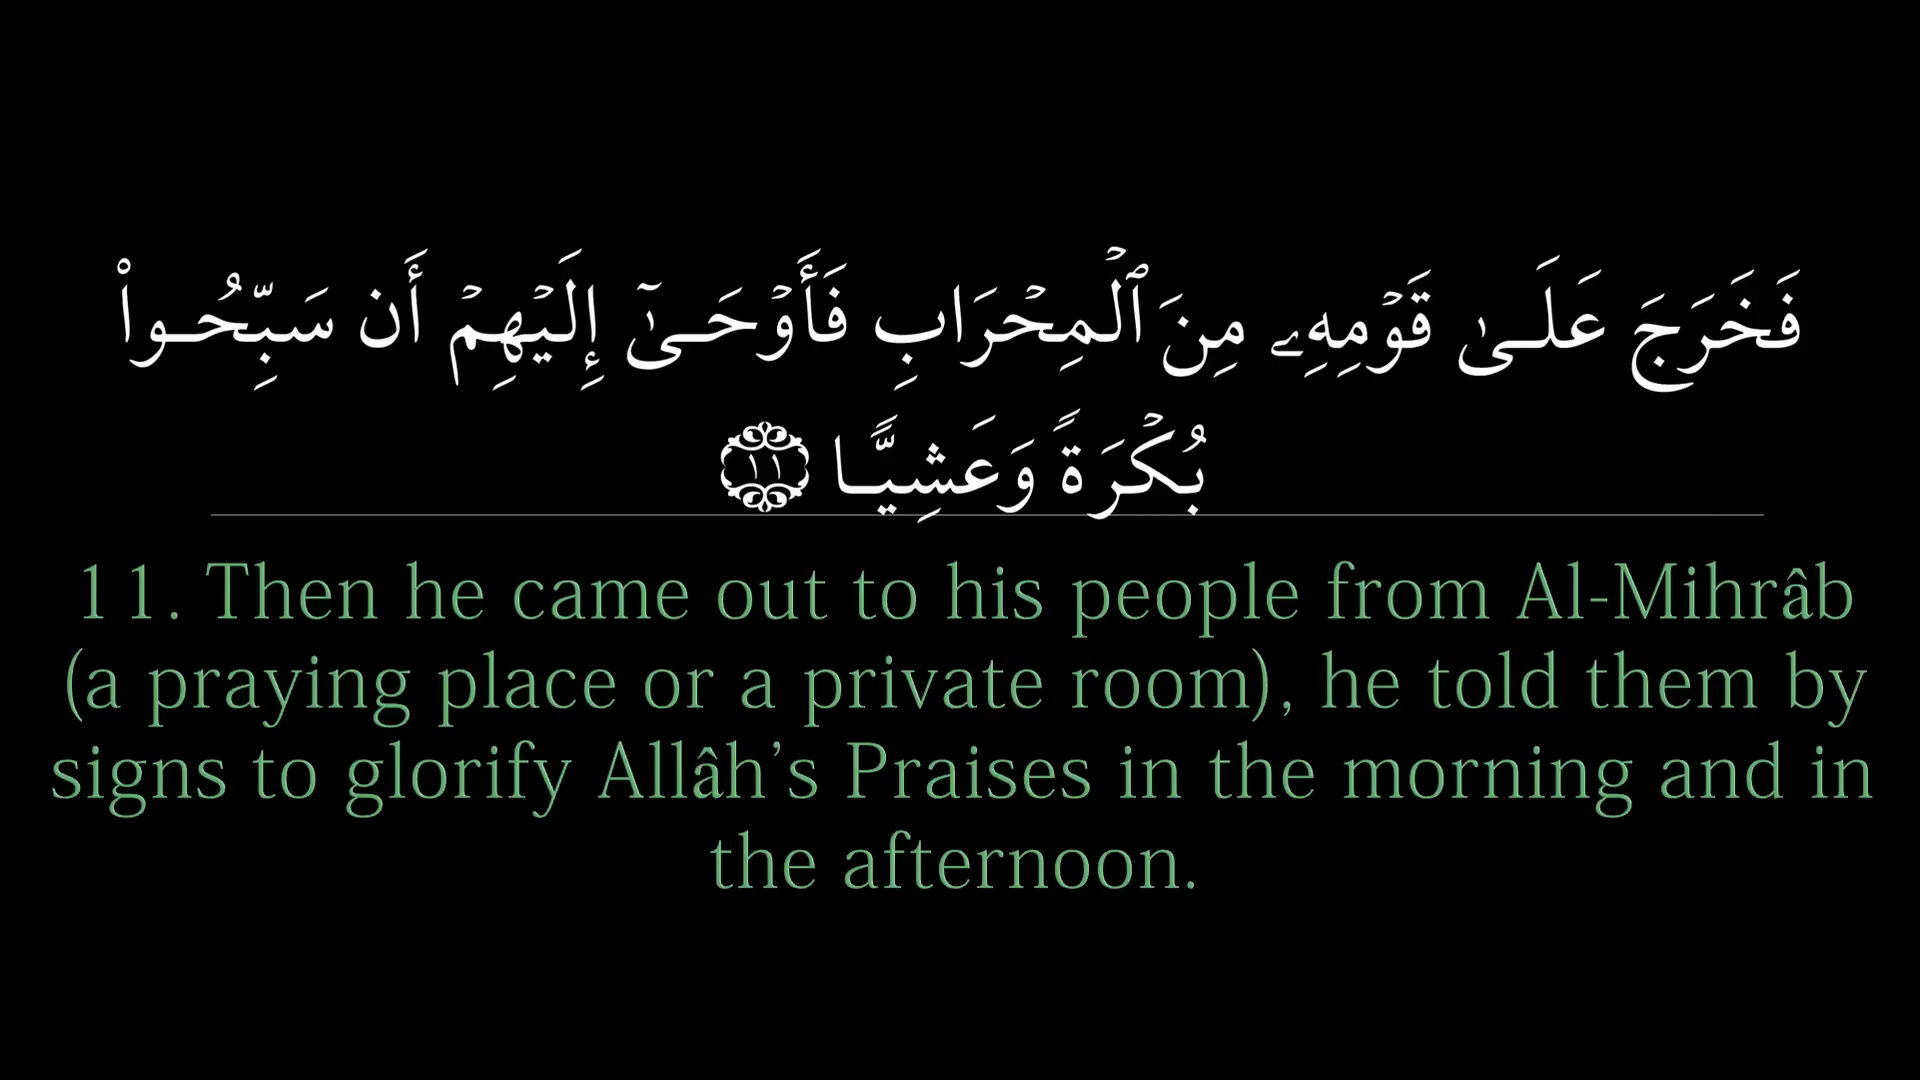 فَخَرَجَ عَلَىٰ قَوْمِهِۦ مِنَ ٱلْمِحْرَابِ فَأَوْحَىٰٓ إِلَيْهِمْ أَن سَبِّحُوا۟
بُكْرَةً وَعَشِيًّا ١١
11. Then he came out to his people from Al-Mihrâb
(a praying place or a private room), he told them by
signs to glorify Allâh’s Praises in the morning and in
the afternoon.